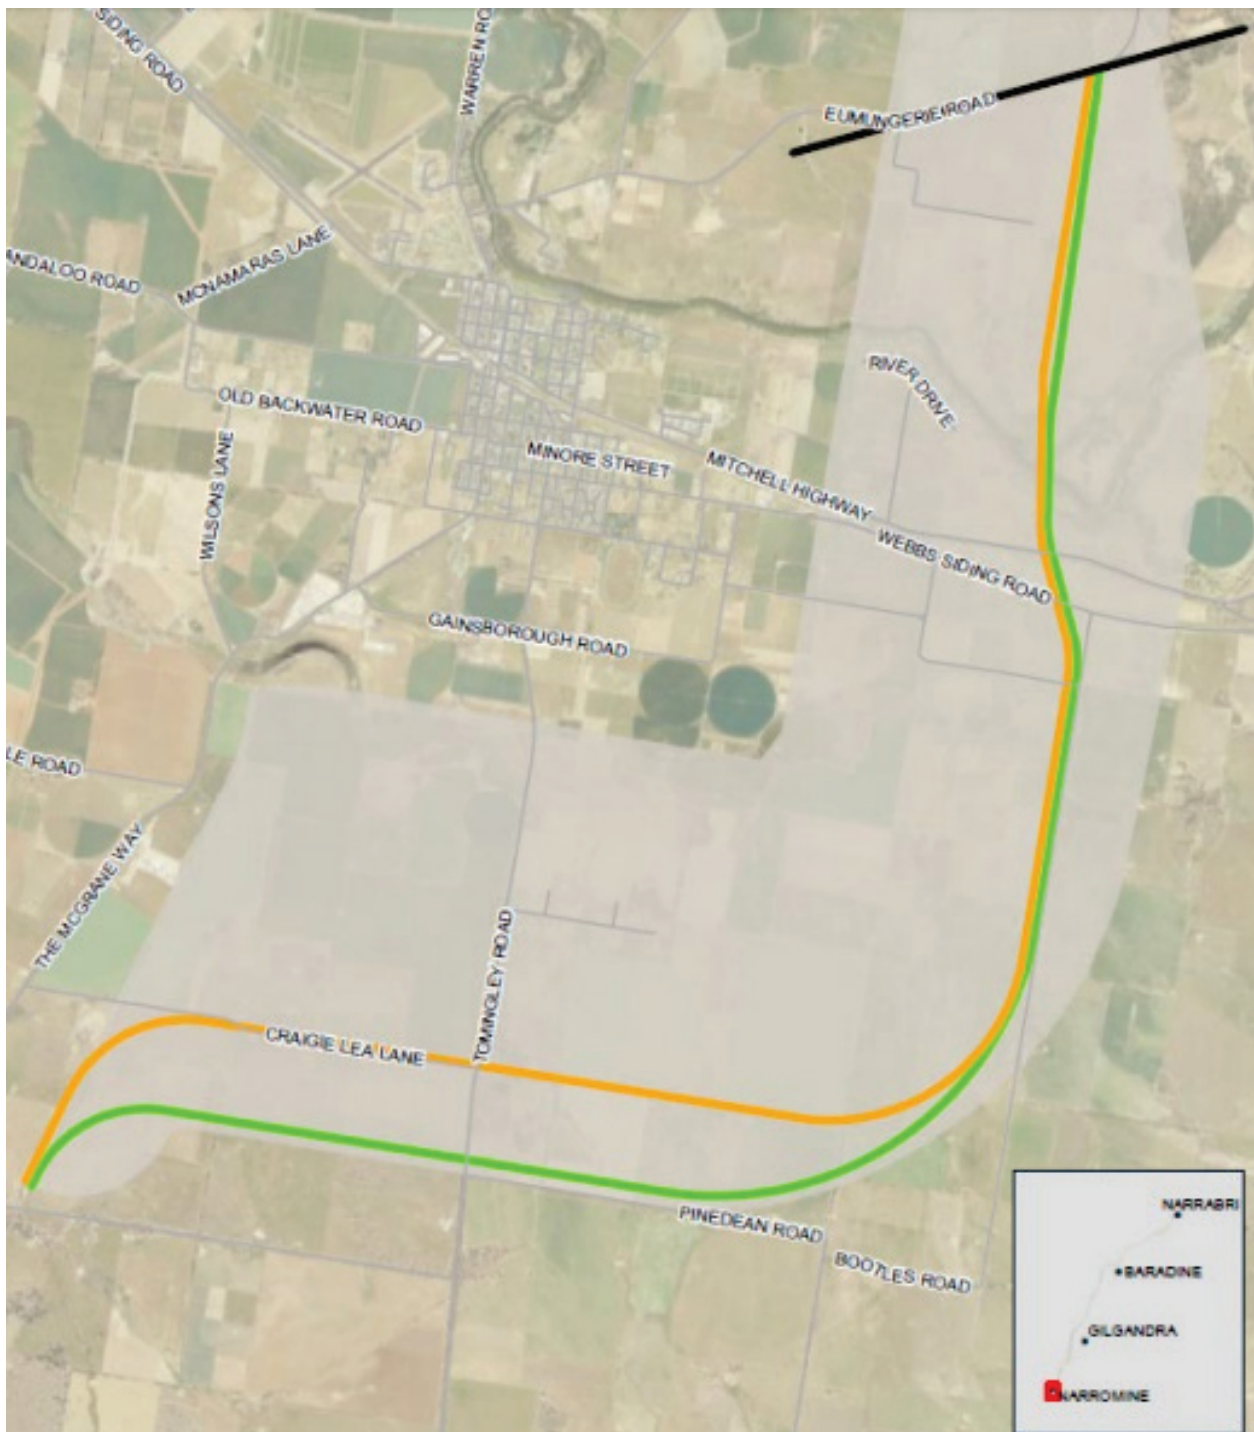 SIDING ROAD
WARREN RO
EUMUNGERIE ROAD
MCNAMARAS LANE
ANDALOO ROAD
RIVER DRIVE
OLD BACKWATER ROAD
WILSONS LANE
MINORE STREET
MITCHELL HIGHWAY
WEBBS SIDING ROAD
GAINSBOROUGH ROAD
LE ROAD
THE MCGRANE WAY
TOMINGLEY ROAD
CRAIGIE LEA LANE
PINEDEAN ROAD
BOOTLES ROAD
NARRABRI
BARADINE
GILGANDRA
NARROMINE